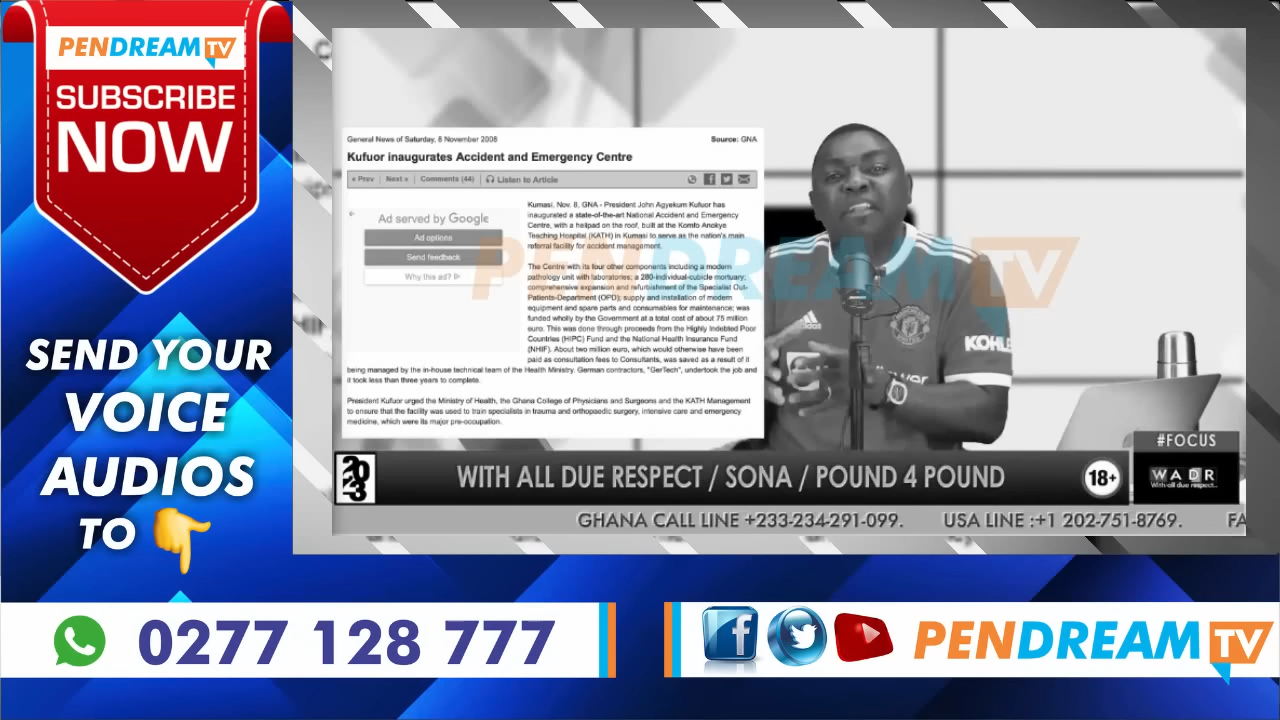 PENDREAM TV
SUBSCRIBE
NOW
SEND YOUR
VOICE
AUDIOS
TO
0277 128 777
General News of Saturday, 8 November 2008
Source: GNA
Kufuor inaugurates Accident and Emergency Centre
« Prev | Next » | Comments (44) | Listen to Article
Ad served by Google
Ad options
Send feedback
Why this ad?
Kumasi, Nov. 8, GNA - President John Agyekum Kufuor has
inaugurated a state-of-the-art National Accident and Emergency
Centre, with a helipad on the roof, built at the Komfo Anokye
Teaching Hospital (KATH) in Kumasi to serve as the nation's main
referral facility for accident management.
The Centre with its four other components including a modern
pathology unit with laboratories; a 280-individual-cubicle mortuary;
comprehensive expansion and refurbishment of the Specialist Out-
Patients-Department (OPD); supply and installation of modern
equipment and spare parts and consumables for maintenance; was
funded wholly by the Government at a total cost of about 75 million
euro. This was done through proceeds from the Highly Indebted Poor
Countries (HIPC) Fund and the National Health Insurance Fund
(NHIF). About two million euro, which would otherwise have been
paid as consultation fees to Consultants, was saved as a result of it
being managed by the in-house technical team of the Health Ministry. German contractors, "GerTech", undertook the job and
it took less than three years to complete.
President Kufuor urged the Ministry of Health, the Ghana College of Physicians and Surgeons and the KATH Management
to ensure that the facility was used to train specialists in trauma and orthopaedic surgery, intensive care and emergency
medicine, which were its major pre-occupation.
PENDREAM TV
adidas
KOHL
2023
WITH ALL DUE RESPECT / SONA / POUND 4 POUND
18+
#FOCUS
WADR
With all due respect..
GHANA CALL LINE +233-234-291-099. USA LINE :+1 202-751-8769. FA
PENDREAM TV